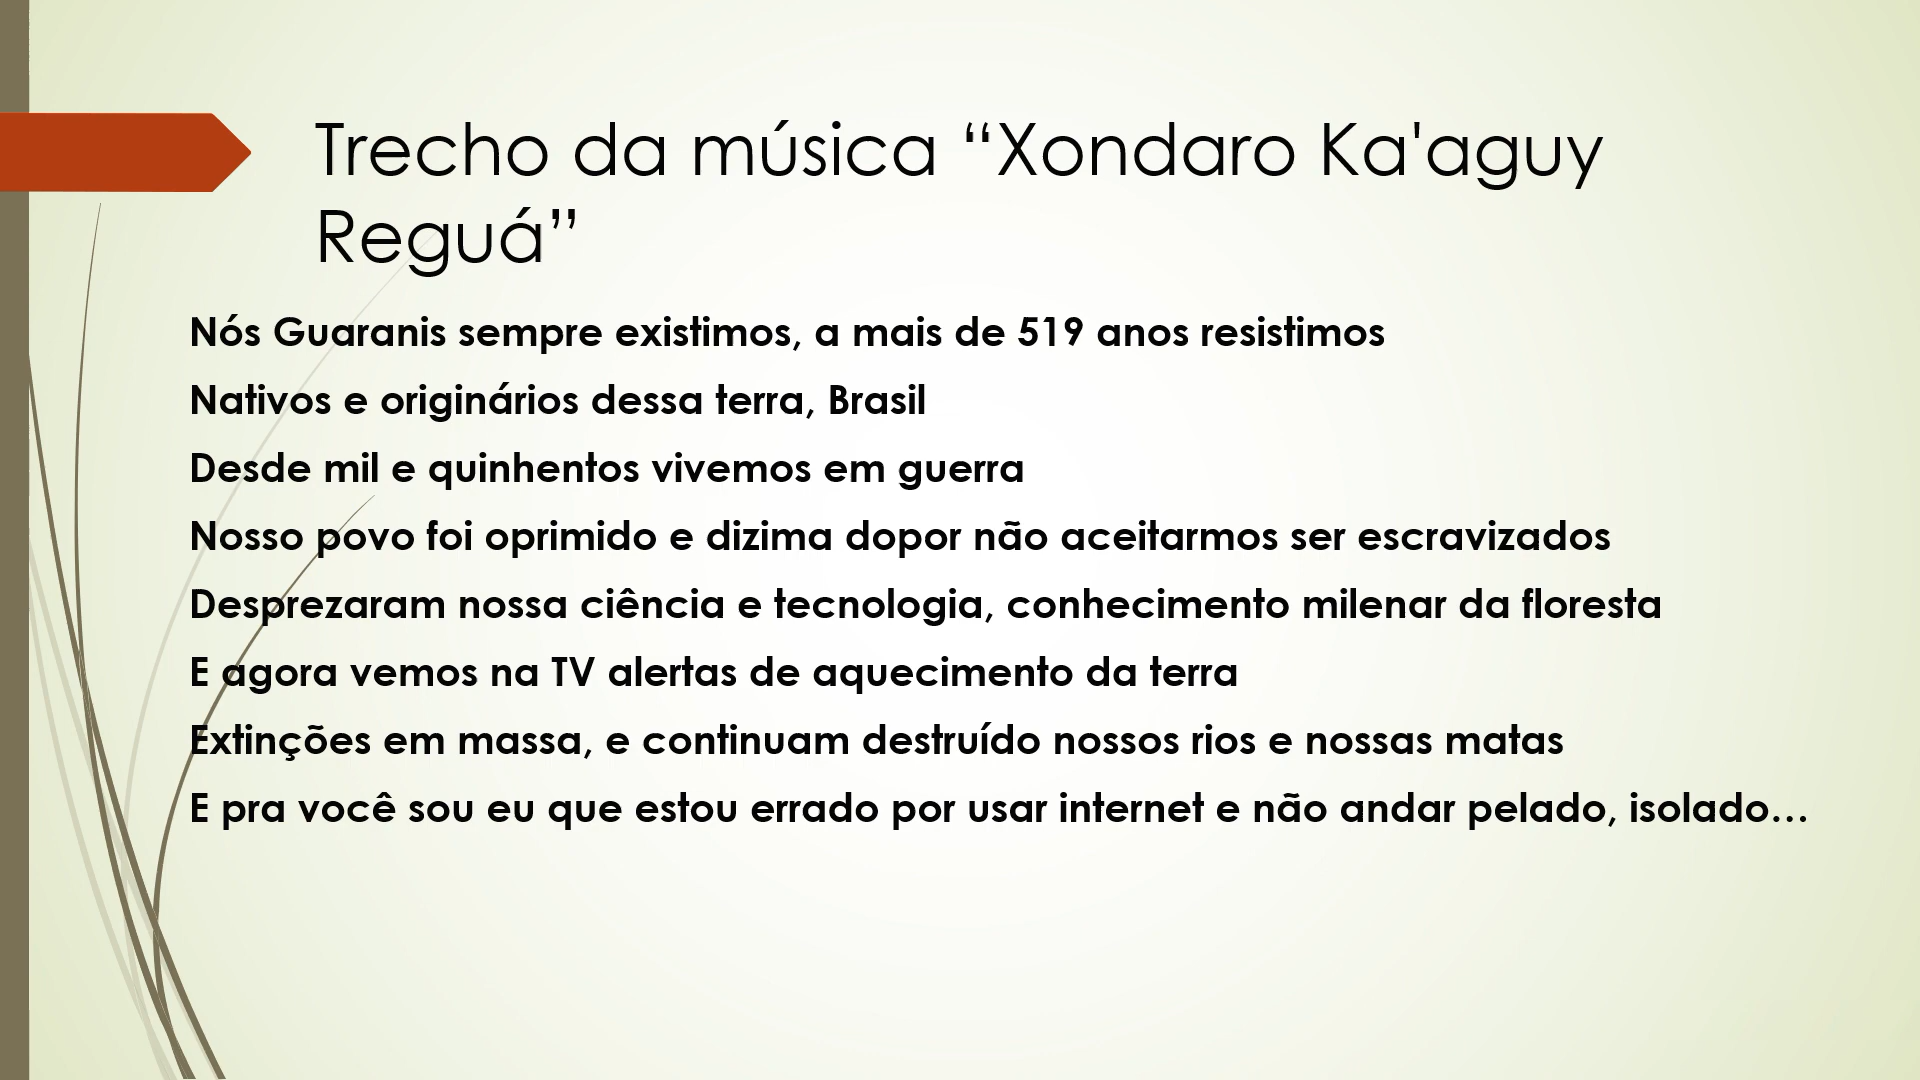 Trecho da música “Xondaro Ka'aguy
Reguá”
Nós Guaranis sempre existimos, a mais de 519 anos resistimos
Nativos e originários dessa terra, Brasil
Desde mil e quinhentos vivemos em guerra
Nosso povo foi oprimido e dizima dopor não aceitarmos ser escravizados
Desprezaram nossa ciência e tecnologia, conhecimento milenar da floresta
E agora vemos na TV alertas de aquecimento da terra
Extinções em massa, e continuam destruído nossos rios e nossas matas
E pra você sou eu que estou errado por usar internet e não andar pelado, isolado…